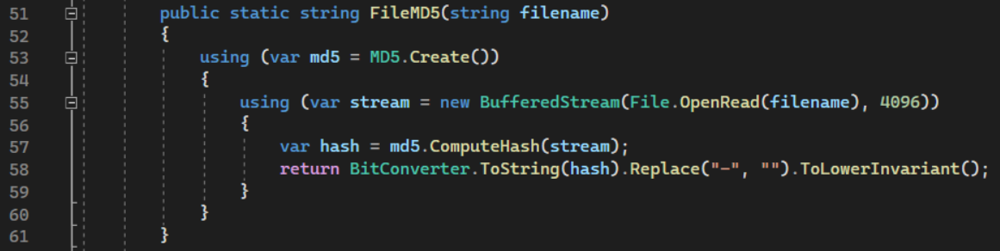 51 public static string FileMD5(string filename)
52 {
53 using (var md5 = MD5.Create())
54 {
55 using (var stream = new BufferedStream(File.OpenRead(filename), 4096))
56 {
57 var hash = md5.ComputeHash(stream);
58 return BitConverter.ToString(hash).Replace("-", "").ToLowerInvariant();
59 }
60 }
61 }